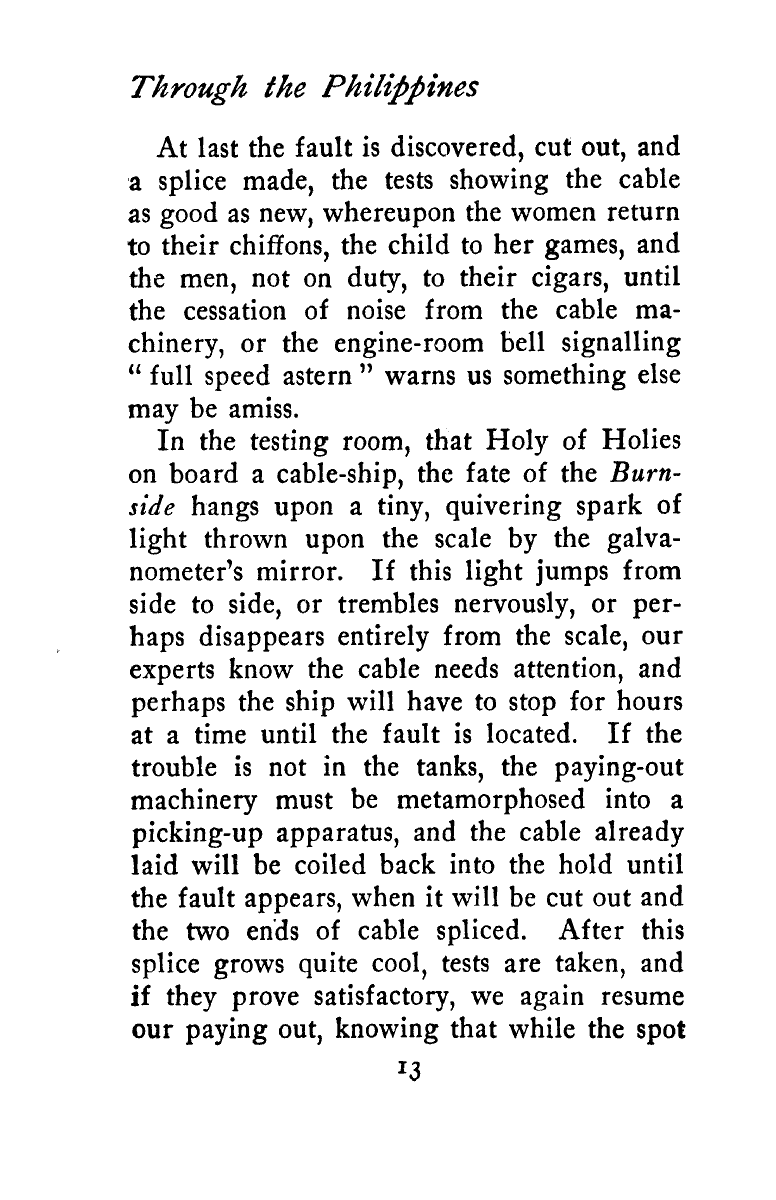 Through the Philippines
At last the fault is discovered, cut out, and
a splice made, the tests showing the cable
as good as new, whereupon the women return
to their chiffons, the child to her games, and
the men, not on duty, to their cigars, until
the cessation of noise from the cable ma-
chinery, or the engine-room bell signalling
“ full speed astern ” warns us something else
may be amiss.
In the testing room, that Holy of Holies
on board a cable-ship, the fate of the Burn-
side hangs upon a tiny, quivering spark of
light thrown upon the scale by the galva-
nometer's mirror. If this light jumps from
side to side, or trembles nervously, or per-
haps disappears entirely from the scale, our
experts know the cable needs attention, and
perhaps the ship will have to stop for hours
at a time until the fault is located. If the
trouble is not in the tanks, the paying-out
machinery must be metamorphosed into a
picking-up apparatus, and the cable already
laid will be coiled back into the hold until
the fault appears, when it will be cut out and
the two ends of cable spliced. After this
splice grows quite cool, tests are taken, and
if they prove satisfactory, we again resume
our paying out, knowing that while the spot
13